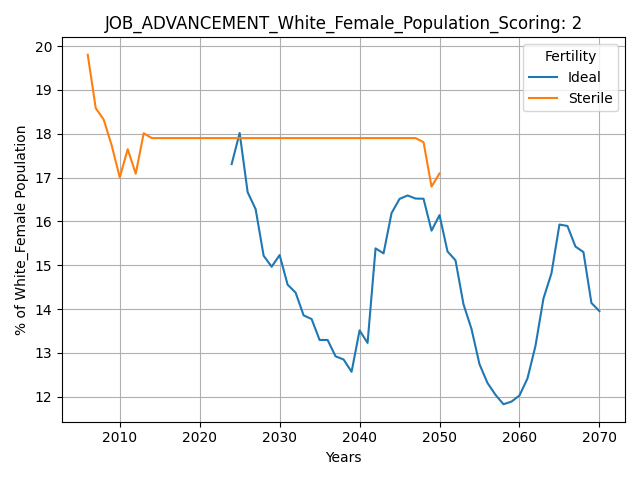 JOB_ADVANCEMENT_White_Female_Population_Scoring: 2
Fertility
Ideal
Sterile
% of White_Female Population
20
19
18
17
16
15
14
13
12
2010 2020 2030 2040 2050 2060 2070
Years